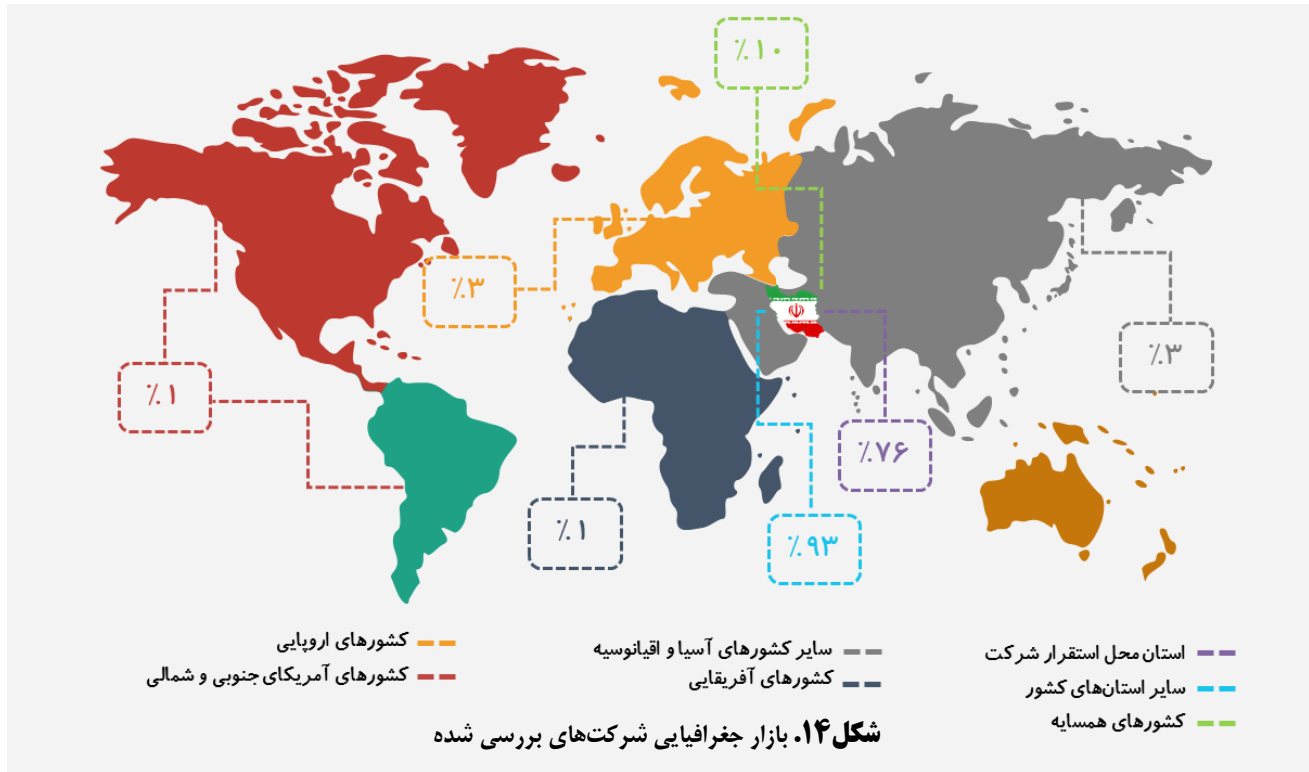 ٪۱۰
٪۳
٪۳
٪۱
٪۷۶
٪۱
٪۹۳
استان محل استقرار شرکت
سایر استان‌های کشور
کشورهای همسایه
سایر کشورهای آسیا و اقیانوسیه
کشورهای آفریقایی
کشورهای اروپایی
کشورهای آمریکای جنوبی و شمالی
شکل۱۴. بازار جغرافیایی شرکت‌های بررسی شده